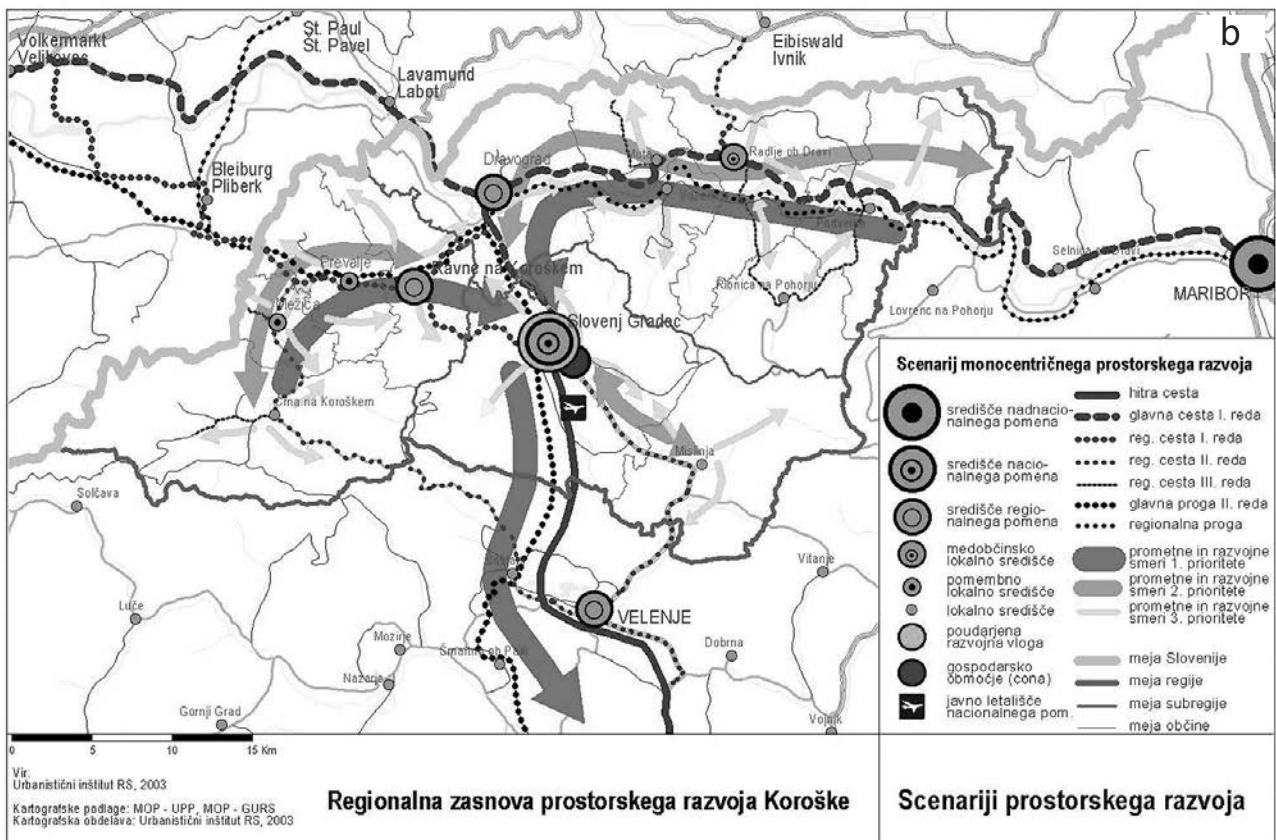 b
Volkermarkt
Velikovec
St. Paul
St. Pavel
Eibiswald
Ivnik
Lavamund
Labot
Bleiburg
Pliberk
Dravograd
Muta
Radlje ob Dravi
Podvelka
Prevalje
Ravne na Koroškem
Mežica
Ribnica na Pohorju
Selnica ob Dravi
MARIBOR
Lovrenc na Pohorju
Slovenj Gradec
Črna na Koroškem
Mislinja
Solčava
Vitanje
Luče
VELENJE
Mozirje
Šmartno ob Paki
Dobrna
Nazarje
Gornji Grad
Vojnik
0 5 10 15 Km
Scenarij monocentričnega prostorskega razvoja
središče nadnacio-
nalnega pomena
središče nacio-
nalnega pomena
središče regio-
nalnega pomena
medobčinsko
lokalno središče
pomembno
lokalno središče
lokalno središče
poudarjena
razvojna vloga
gospodarsko
območje (cona)
javno letališče
nacionalnega pom.
hitra cesta
glavna cesta I. reda
reg. cesta I. reda
reg. cesta II. reda
reg. cesta III. reda
glavna proga II. reda
regionalna proga
prometne in razvojne
smeri 1. prioritete
prometne in razvojne
smeri 2. prioritete
prometne in razvojne
smeri 3. prioritete
meja Slovenije
meja regije
meja subregije
meja občine
Vir:
Urbanistični inštitut RS, 2003
Kartografske podlage: MOP - UPP, MOP - GURS
Kartografska obdelava: Urbanistični inštitut RS, 2003
Regionalna zasnova prostorskega razvoja Koroške
Scenariji prostorskega razvoja